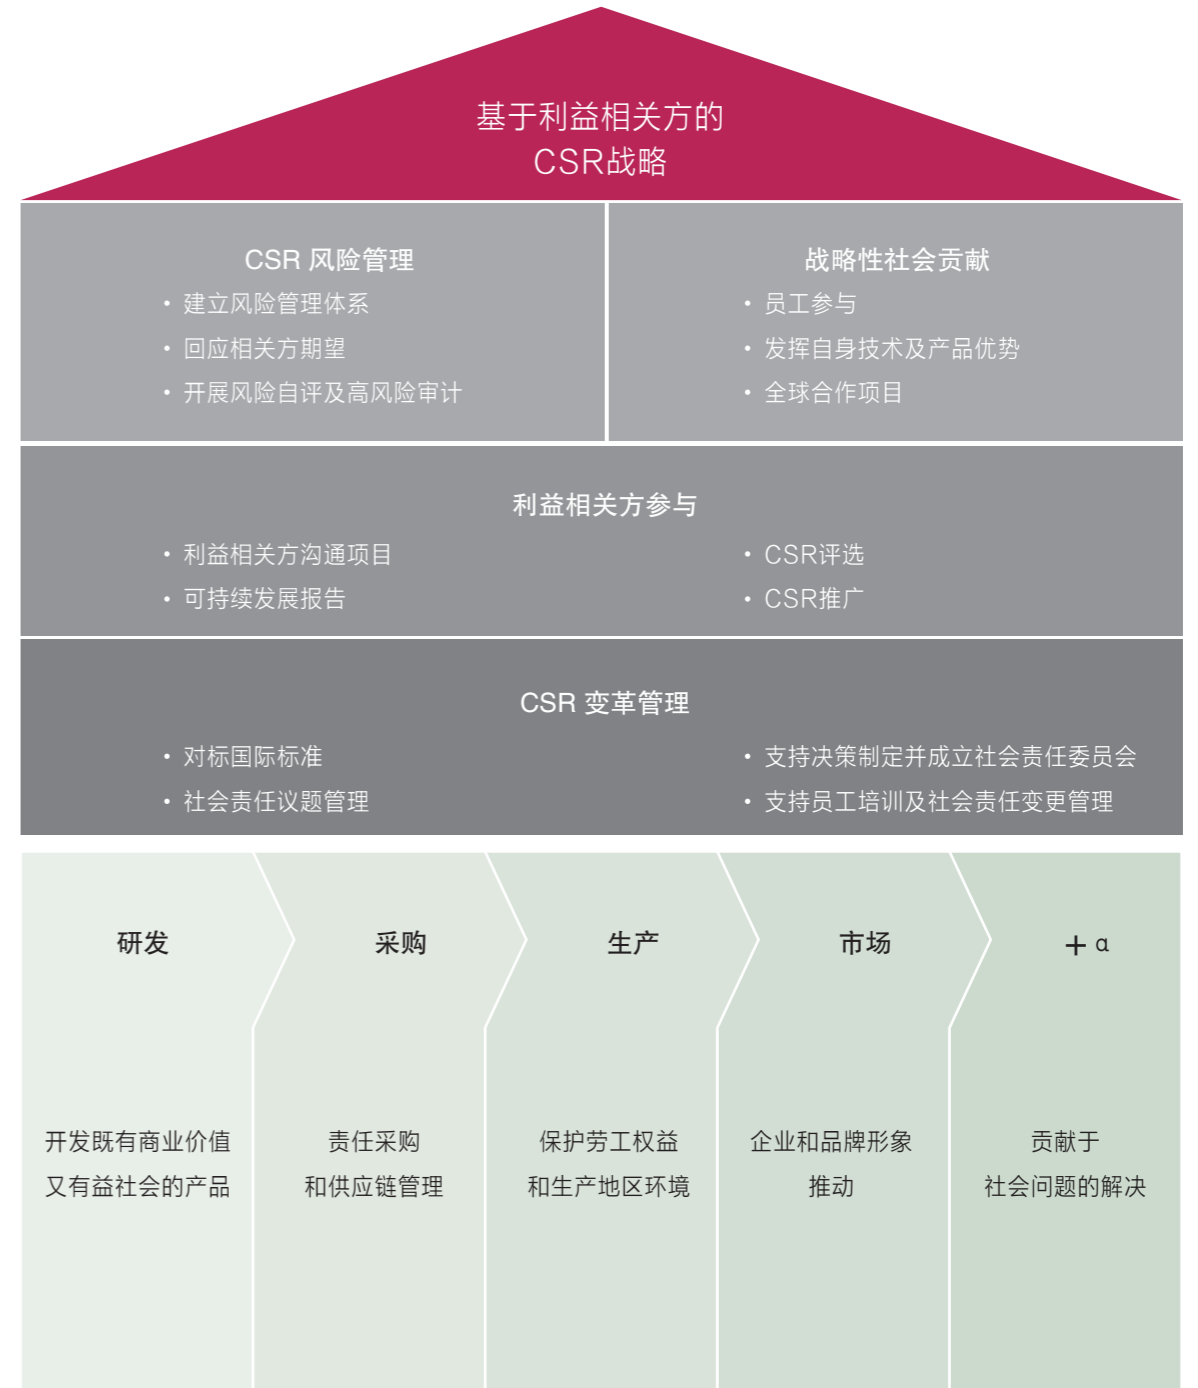 基于利益相关方的
CSR战略
CSR 风险管理
• 建立风险管理体系
• 回应相关方期望
• 开展风险自评及高风险审计
战略性社会贡献
• 员工参与
• 发挥自身技术及产品优势
• 全球合作项目
利益相关方参与
• 利益相关方沟通项目
• 可持续发展报告
• CSR评选
• CSR推广
CSR 变革管理
• 对标国际标准
• 社会责任议题管理
• 支持决策制定并成立社会责任委员会
• 支持员工培训及社会责任变更管理
研发
开发既有商业价值
又有益社会的产品
采购
责任采购
和供应链管理
生产
保护劳工权益
和生产地区环境
市场
企业和品牌形象
推动
+ α
贡献于
社会问题的解决